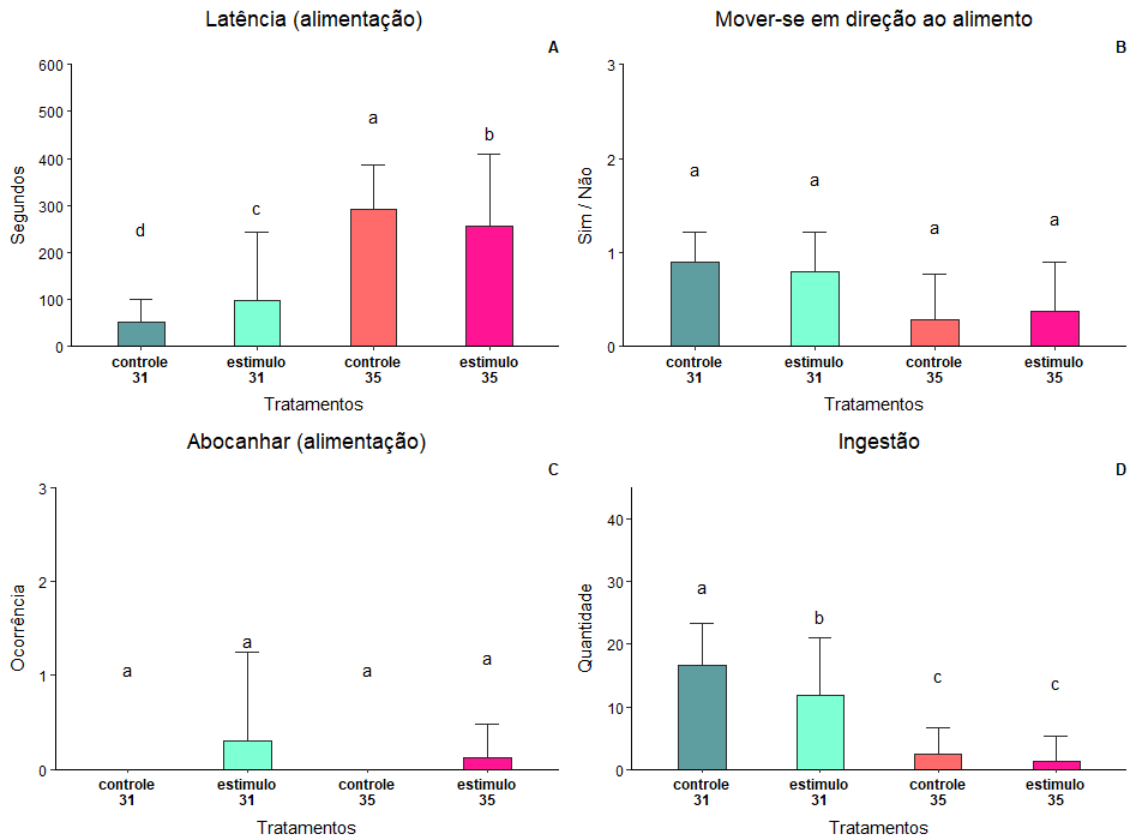 Latência (alimentação)
A
600
500
400
300
200
100
0
Segundos
d
c
a
b
controle
31
estimulo
31
controle
35
estimulo
35
Tratamentos
Mover-se em direção ao alimento
B
3
2
1
0
Sim / Não
a
a
a
a
controle
31
estimulo
31
controle
35
estimulo
35
Tratamentos
Abocanhar (alimentação)
C
3
2
1
0
Ocorrência
a
a
a
a
controle
31
estimulo
31
controle
35
estimulo
35
Tratamentos
Ingestão
D
40
30
20
10
0
Quantidade
a
b
c
c
controle
31
estimulo
31
controle
35
estimulo
35
Tratamentos